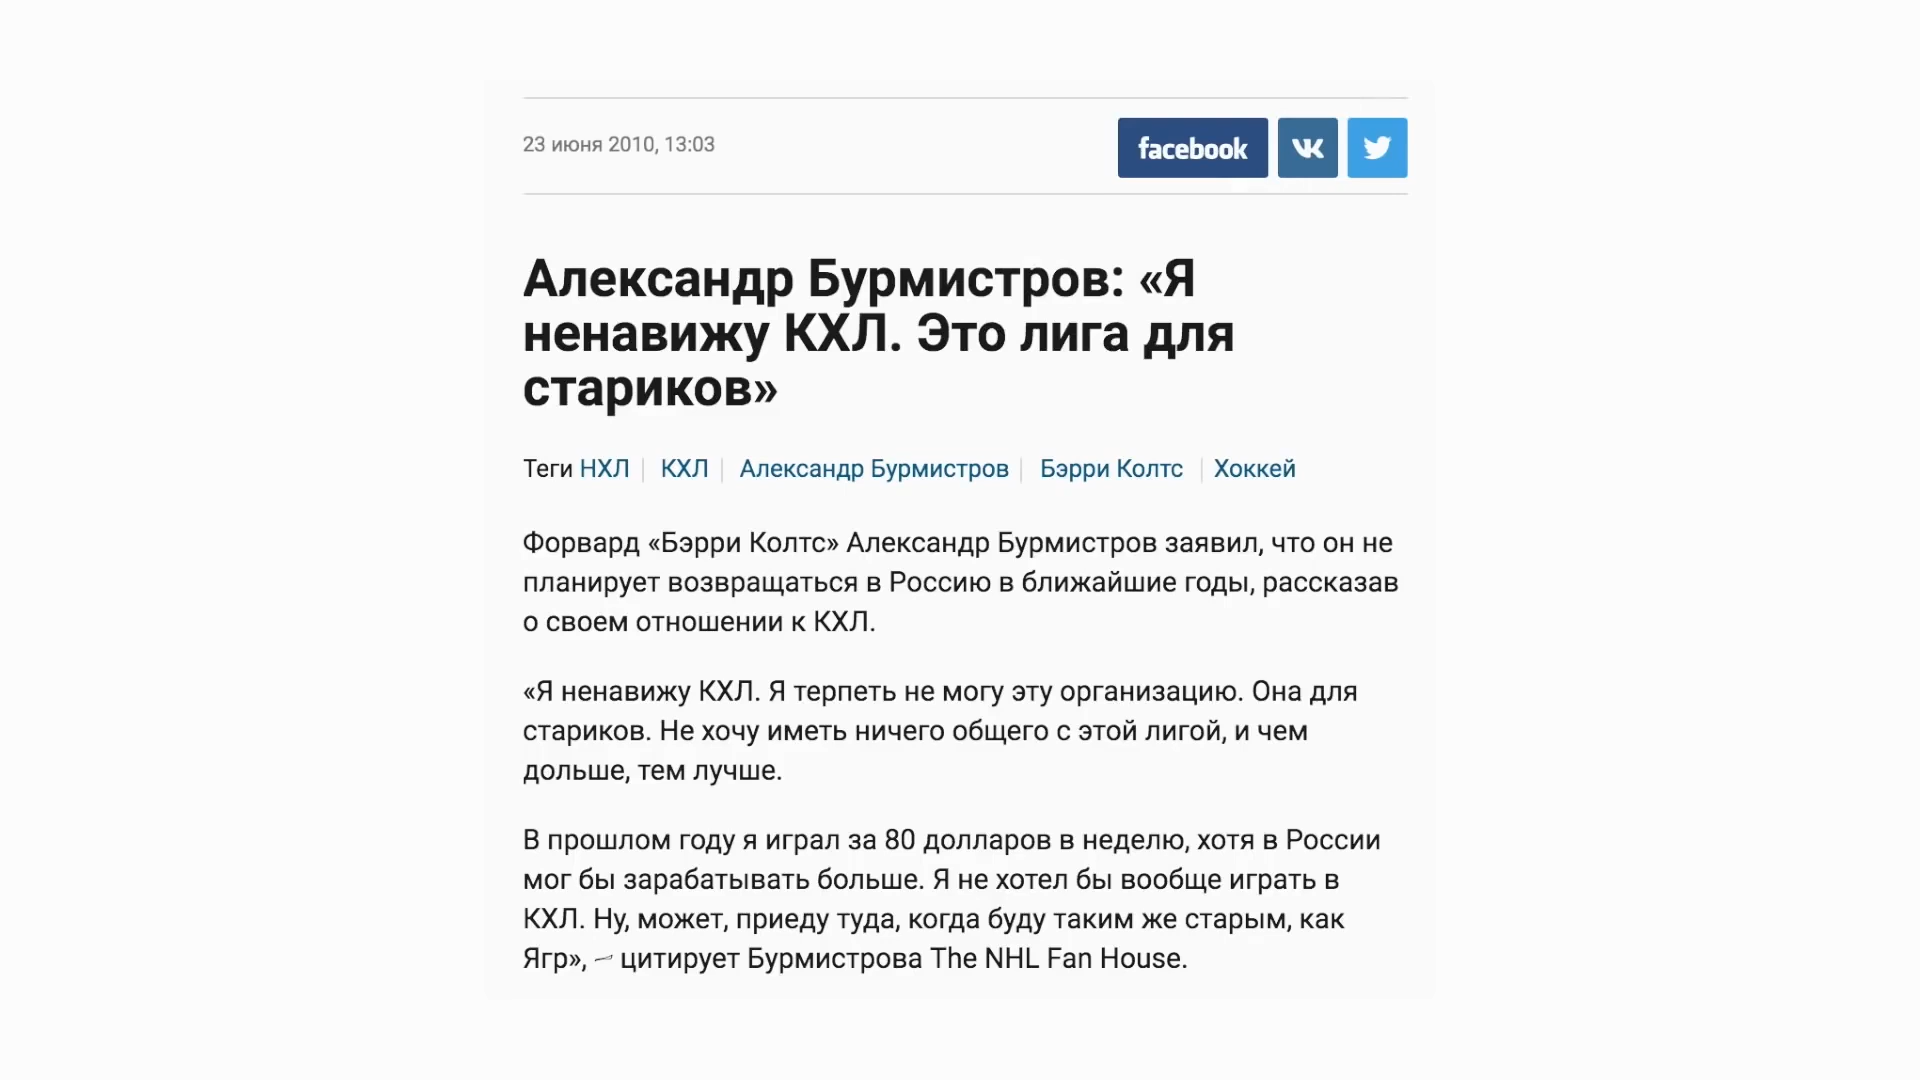 23 июня 2010, 13:03
facebook
Александр Бурмистров: «Я
ненавижу КХЛ. Это лига для
стариков»
Теги НХЛ КХЛ Александр Бурмистров Бэрри Колтс Хоккей
Форвард «Бэрри Колтс» Александр Бурмистров заявил, что он не
планирует возвращаться в Россию в ближайшие годы, рассказав
о своем отношении к КХЛ.
«Я ненавижу КХЛ. Я терпеть не могу эту организацию. Она для
стариков. Не хочу иметь ничего общего с этой лигой, и чем
дольше, тем лучше.
В прошлом году я играл за 80 долларов в неделю, хотя в России
мог бы зарабатывать больше. Я не хотел бы вообще играть в
КХЛ. Ну, может, приеду туда, когда буду таким же старым, как
Ягр», – цитирует Бурмистрова The NHL Fan House.